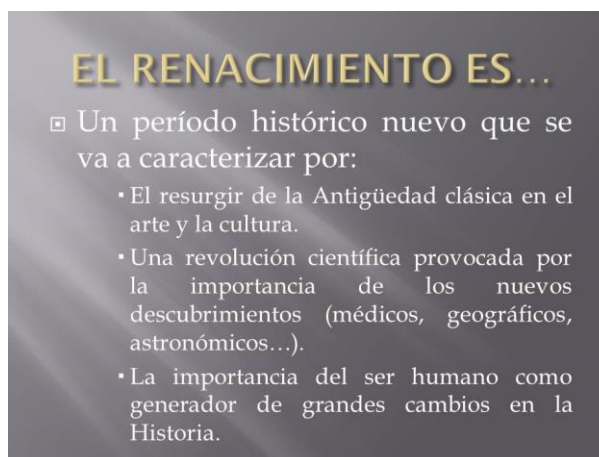 EL RENACIMIENTO ES...
Un período histórico nuevo que se
va a caracterizar por:
El resurgir de la Antigüedad clásica en el
arte y la cultura.
Una revolución científica provocada por
la importancia de los nuevos
descubrimientos (médicos, geográficos,
astronómicos...).
La importancia del ser humano como
generador de grandes cambios en la
Historia.